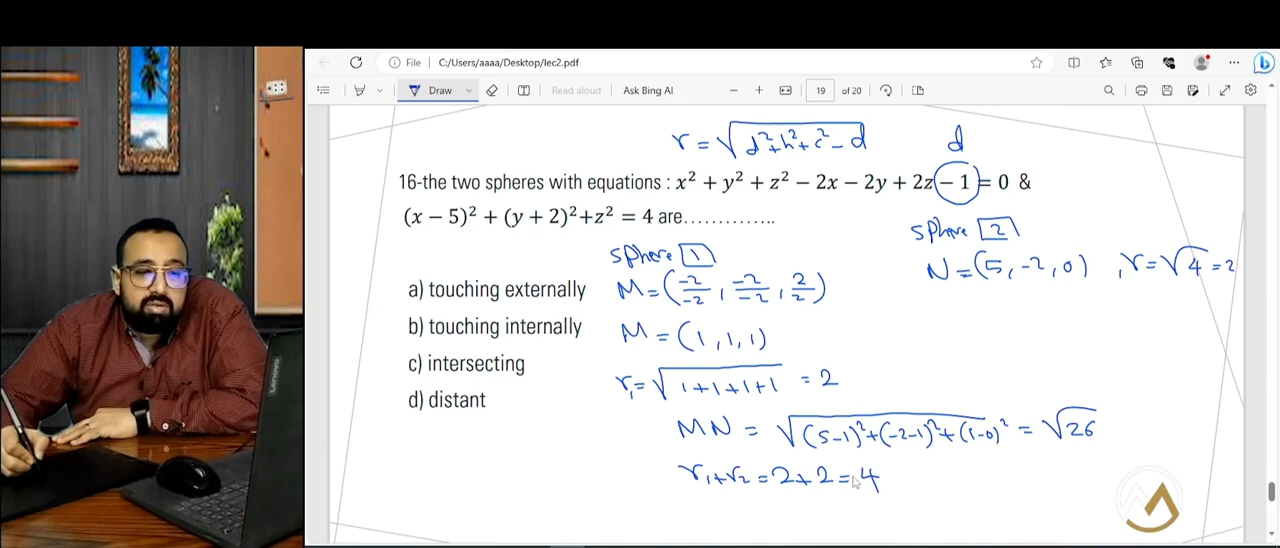 File C:/Users/aaaa/Desktop/lec2.pdf
Draw Read aloud Ask Bing AI 19 of 20
r = √(d²+h²+c²-d) d
16-the two spheres with equations : x² + y² + z² − 2x − 2y + 2z − 1 = 0 &
(x − 5)² + (y + 2)²+z² = 4 are..............
sphere 2
N = (5, -2, 0) , r = √4 = 2
sphere 1
a) touching externally
M = (-2/-2, -2/-2, 2/2)
b) touching internally
M = (1, 1, 1)
c) intersecting
r₁ = √(1+1+1+1) = 2
d) distant
MN = √((5-1)²+(-2-1)²+(1-0)²) = √26
r₁+r₂ = 2+2 = 4
Lenovo